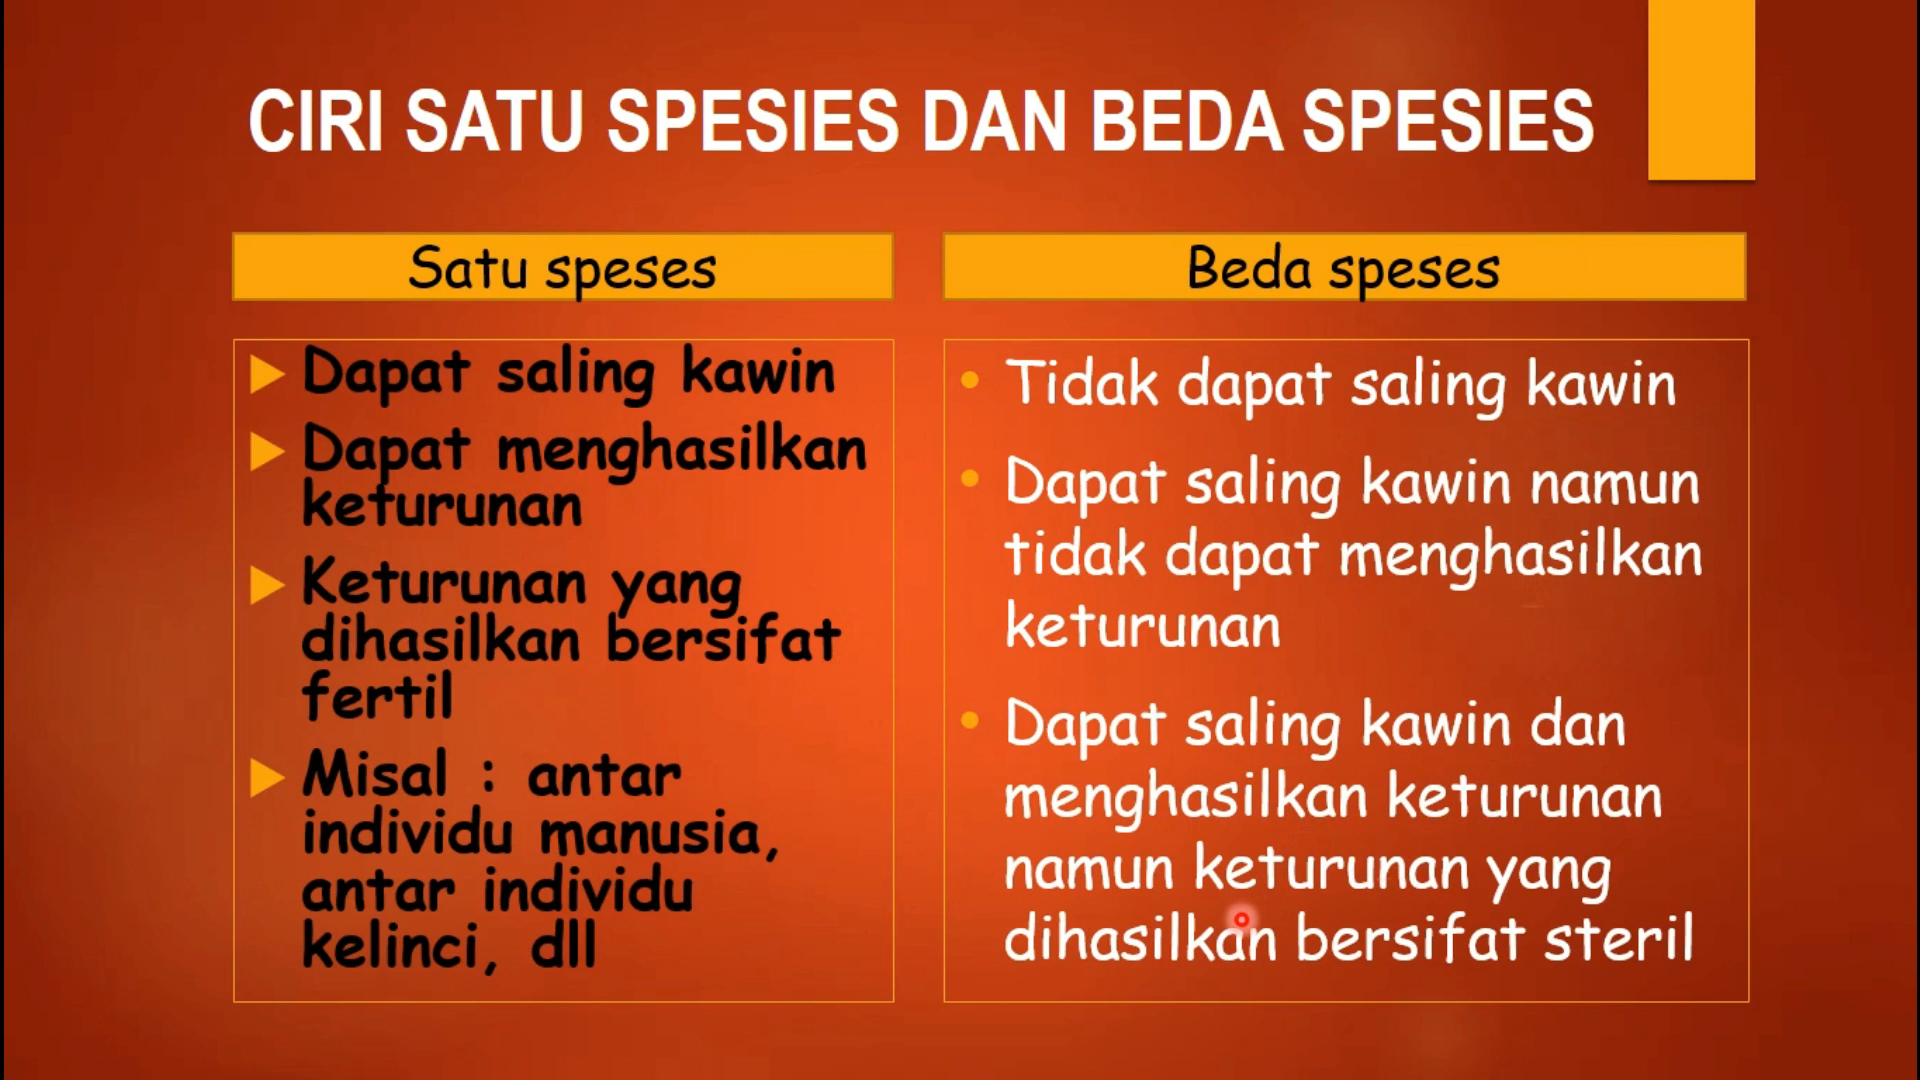 CIRI SATU SPESIES DAN BEDA SPESIES
Satu speses
Dapat saling kawin
Dapat menghasilkan
keturunan
Keturunan yang
dihasilkan bersifat
fertil
Misal : antar
individu manusia,
antar individu
kelinci, dll
Beda speses
Tidak dapat saling kawin
Dapat saling kawin namun
tidak dapat menghasilkan
keturunan
Dapat saling kawin dan
menghasilkan keturunan
namun keturunan yang
dihasilkan bersifat steril